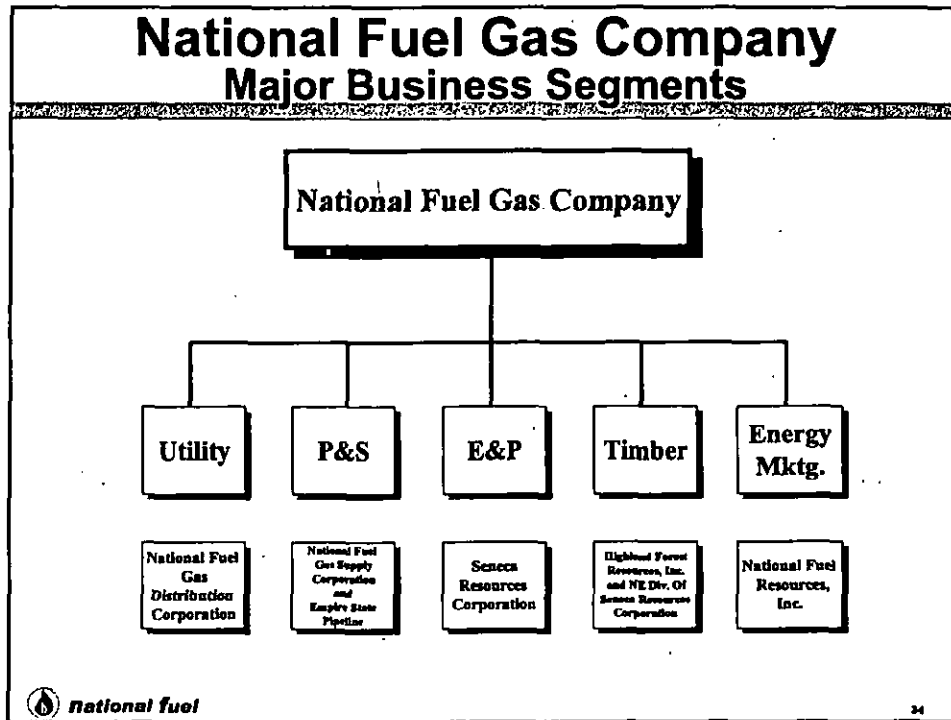 National Fuel Gas Company
Major Business Segments
National Fuel Gas Company
Utility
P&S
E&P
Timber
Energy
Mktg.
National Fuel
Gas
Distribution
Corporation
National Fuel
Gas Supply
Corporation
and
Empire State
Pipeline
Seneca
Resources
Corporation
Highland Forest
Resources, Inc.
and NE Div. Of
Seneca Resources
Corporation
National Fuel
Resources,
Inc.
national fuel
34